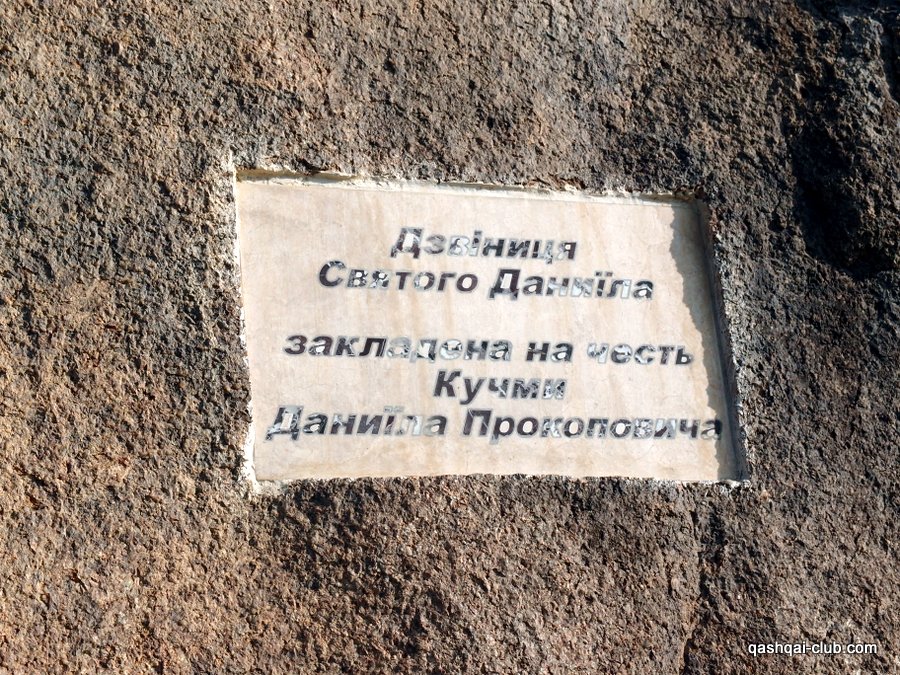 Дзвіниця
Святого Даниїла
закладена на честь
Кучми
Даниїла Прокоповича
qashqai-club.com